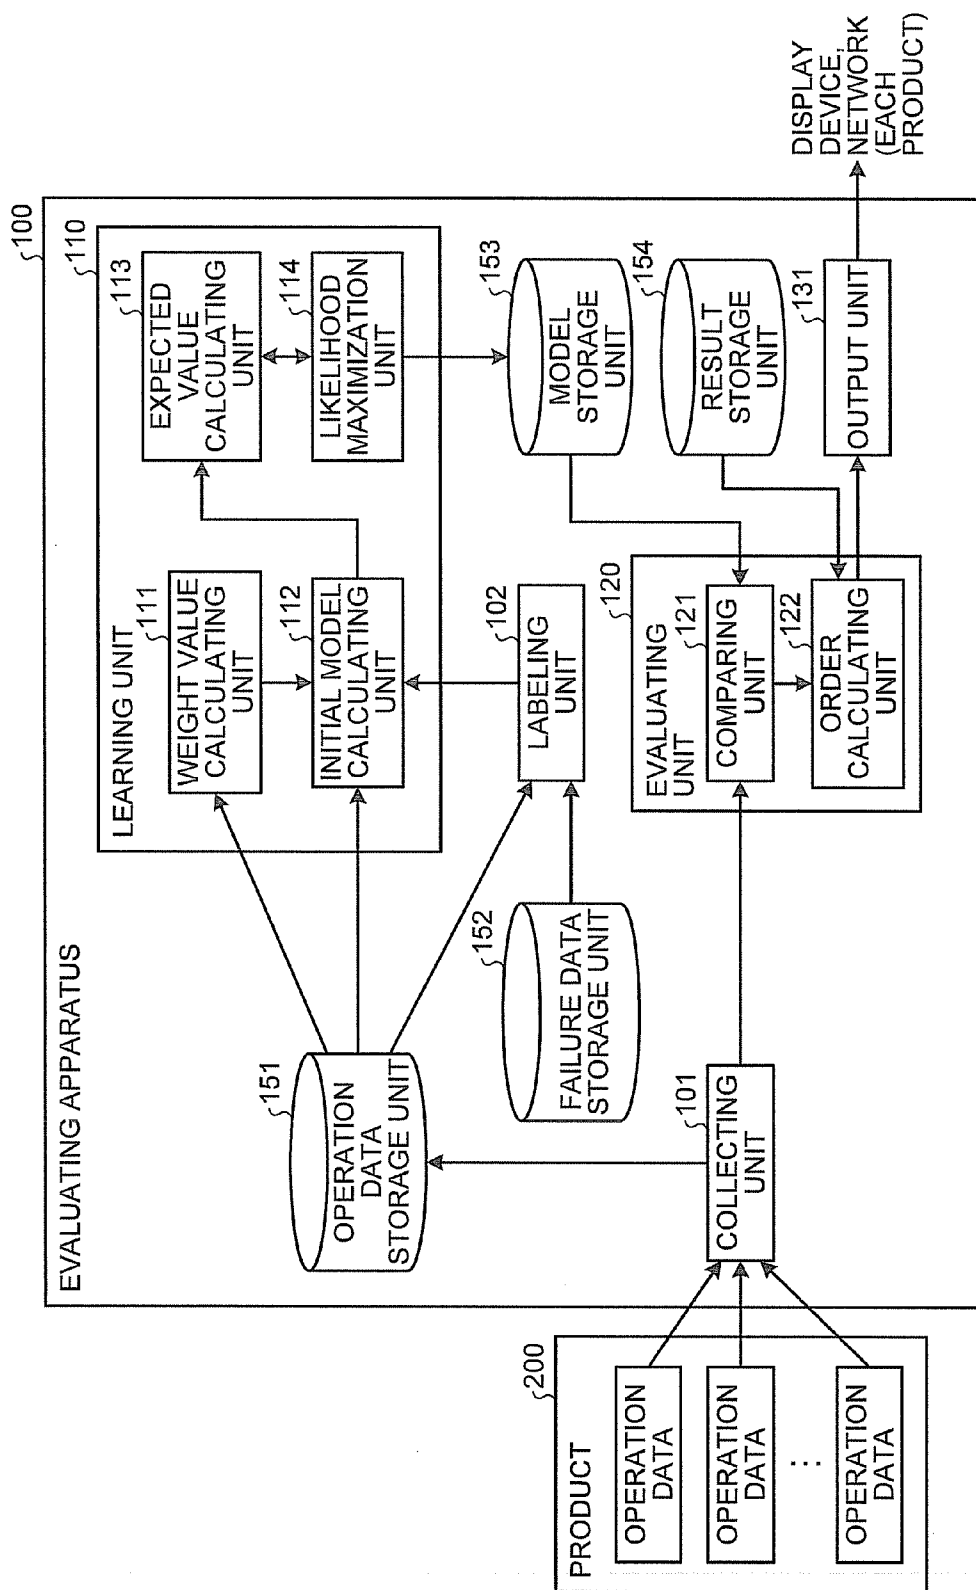 100
EVALUATING APPARATUS
110
LEARNING UNIT
111
WEIGHT VALUE
CALCULATING
UNIT
113
EXPECTED
VALUE
CALCULATING
UNIT
112
INITIAL MODEL
CALCULATING
UNIT
114
LIKELIHOOD
MAXIMIZATION
UNIT
151
OPERATION
DATA
STORAGE UNIT
152
FAILURE DATA
STORAGE UNIT
102
LABELING
UNIT
153
MODEL
STORAGE
UNIT
154
RESULT
STORAGE
UNIT
200
PRODUCT
OPERATION
DATA
OPERATION
DATA
...
OPERATION
DATA
101
COLLECTING
UNIT
120
EVALUATING
UNIT
121
COMPARING
UNIT
122
ORDER
CALCULATING
UNIT
131
OUTPUT UNIT
DISPLAY
DEVICE,
NETWORK
(EACH
PRODUCT)